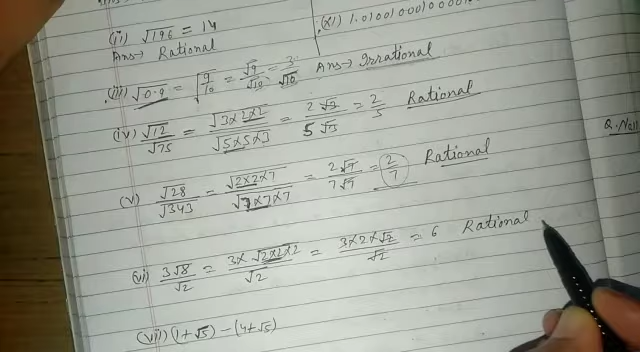 (ii) √196 = 14
Ans→ Rational
(xi) 1.010010001000
(iii) √0.9 = √9/10 = √9/√10 = 3/√10 Ans → Irrational
(iv) √12/√75 = √3×2×2/√5×5×3 = 2√3/5√3 = 2/5 Rational
Q.No
(v) √28/√343 = √2×2×7/√7×7×7 = 2√7/7√7 = 2/7 Rational
(vi) 3√8/√2 = 3×√2×2×2/√2 = 3×2×√2/√2 = 6 Rational
(vii) (1+√5) - (4+√5)